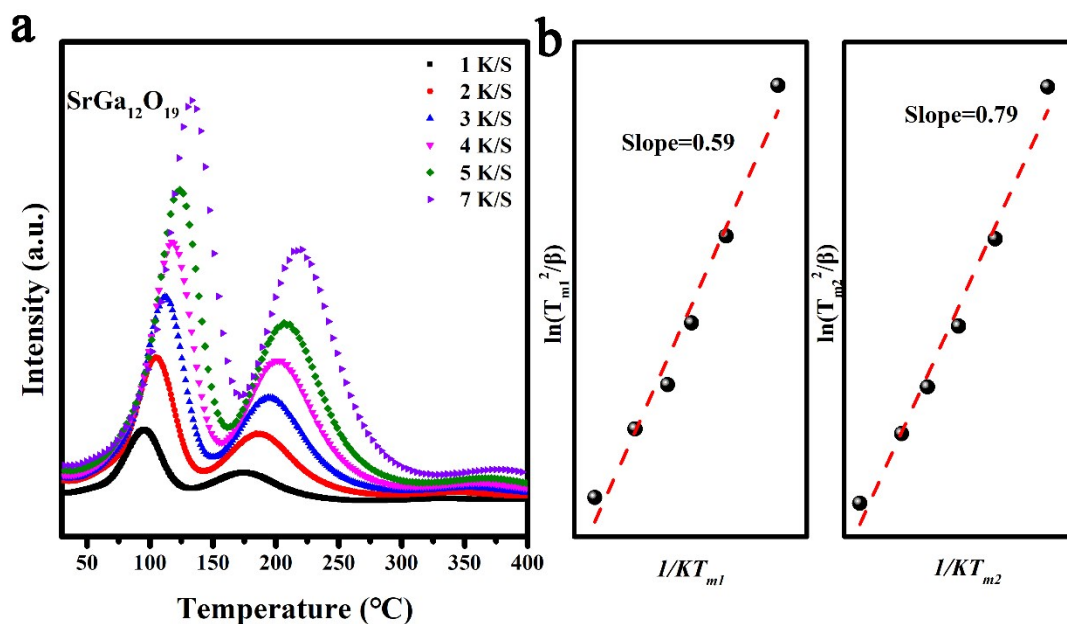 a
SrGa₁₂O₁₉
1 K/S
2 K/S
3 K/S
4 K/S
5 K/S
7 K/S
Intensity (a.u.)
50 100 150 200 250 300 350 400
Temperature (°C)
b
Slope=0.59
ln(Tₘ₁²/β)
1/KTₘ₁
Slope=0.79
ln(Tₘ₂²/β)
1/KTₘ₂